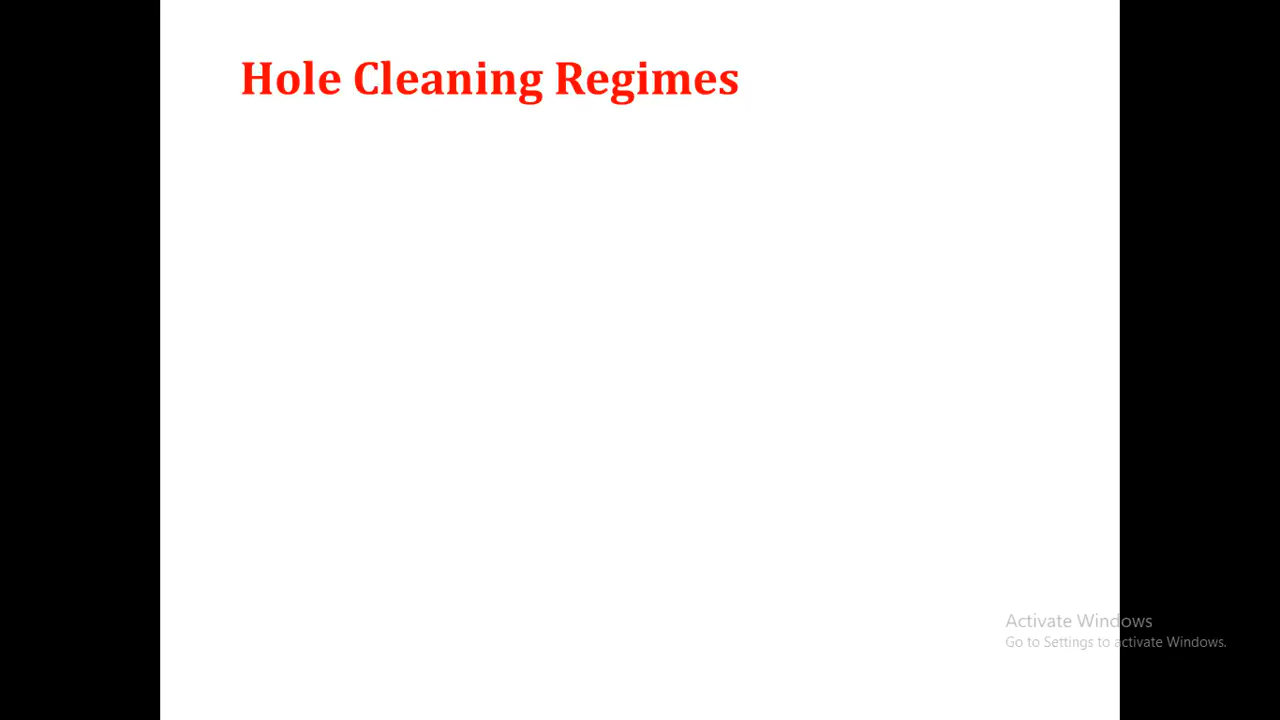 Hole Cleaning Regimes
Activate Windows
Go to Settings to activate Windows.